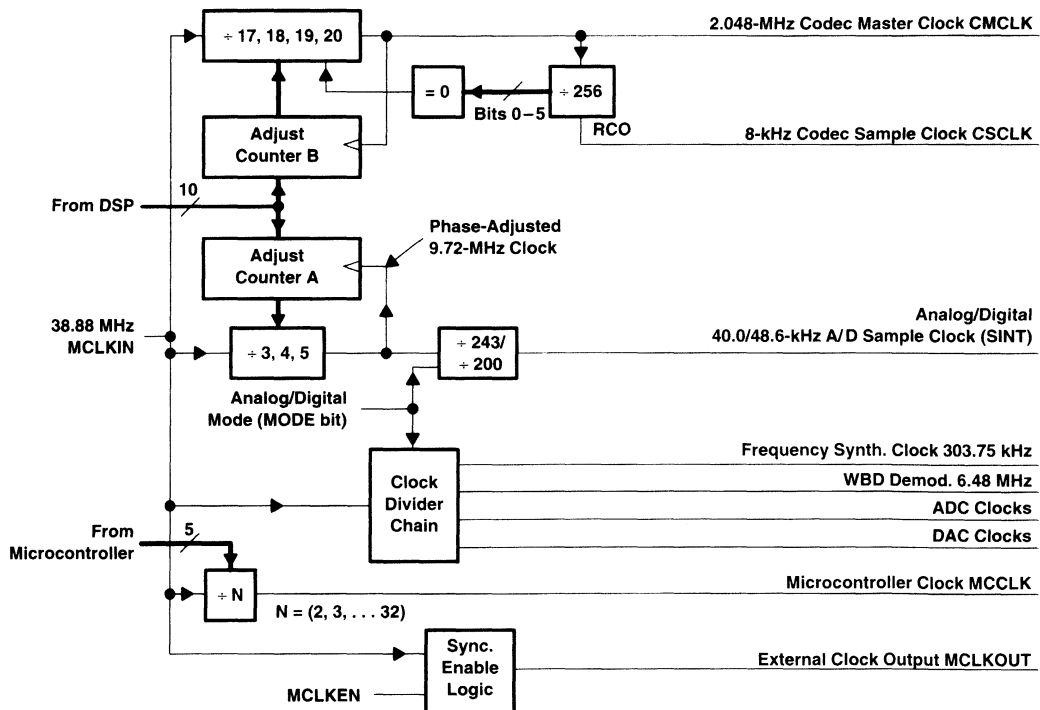 ÷ 17, 18, 19, 20
2.048-MHz Codec Master Clock CMCLK
= 0
Bits 0–5
÷ 256
RCO
8-kHz Codec Sample Clock CSCLK
Adjust
Counter B
From DSP
10
Phase-Adjusted
9.72-MHz Clock
Adjust
Counter A
38.88 MHz
MCLKIN
÷ 3, 4, 5
÷ 243/
÷ 200
Analog/Digital
40.0/48.6-kHz A/D Sample Clock (SINT)
Analog/Digital
Mode (MODE bit)
Clock
Divider
Chain
Frequency Synth. Clock 303.75 kHz
WBD Demod. 6.48 MHz
ADC Clocks
DAC Clocks
From
Microcontroller
5
÷ N
N = (2, 3, . . . 32)
Microcontroller Clock MCCLK
Sync.
Enable
Logic
MCLKEN
External Clock Output MCLKOUT